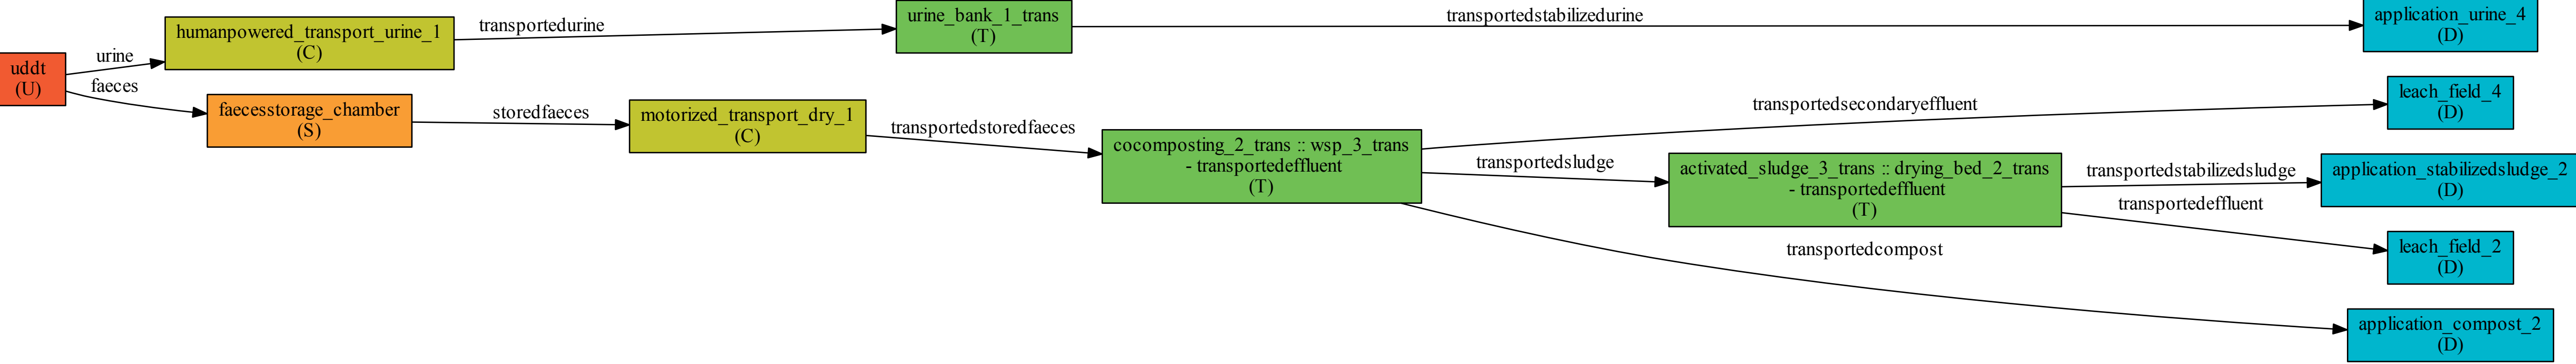 uddt
(U)
urine
faeces
humanpowered_transport_urine_1
(C)
transportedurine
urine_bank_1_trans
(T)
transportedstabilizedurine
application_urine_4
(D)
faecesstorage_chamber
(S)
storedfaeces
motorized_transport_dry_1
(C)
transportedstoredfaeces
cocomposting_2_trans :: wsp_3_trans
- transportedeffluent
(T)
transportedsecondaryeffluent
leach_field_4
(D)
transportedsludge
activated_sludge_3_trans :: drying_bed_2_trans
- transportedeffluent
(T)
transportedstabilizedsludge
application_stabilizedsludge_2
(D)
transportedeffluent
leach_field_2
(D)
transportedcompost
application_compost_2
(D)